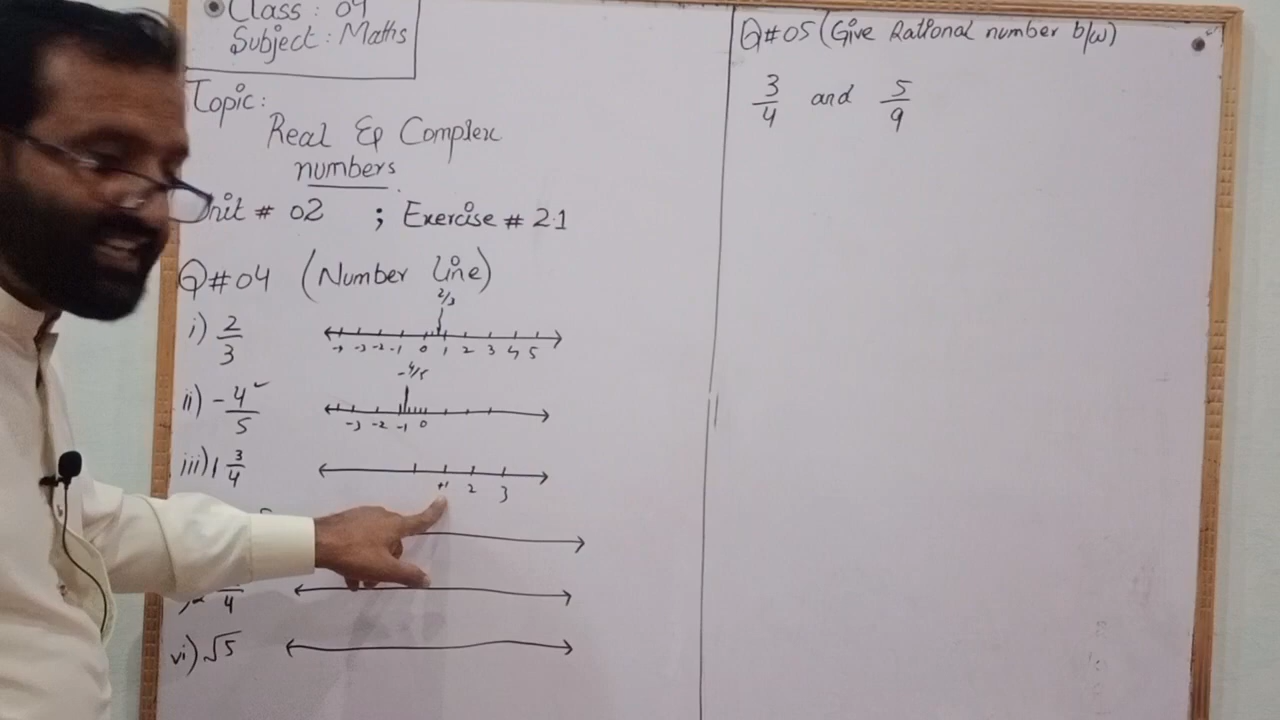 Class : 04
Subject : Maths
Topic:
Real & Complex
numbers
Unit # 02 ; Exercise # 2.1
Q#04 (Number line)
2/3
i) 2/3
-3 -2 -1 0 1 2 3 4 5
-4/5
ii) -4/5
-3 -2 -1 0
iii) 1 3/4
+1 2 3
4
vi) √5
Q#05 (Give Rational number b/w)
3/4 and 5/9